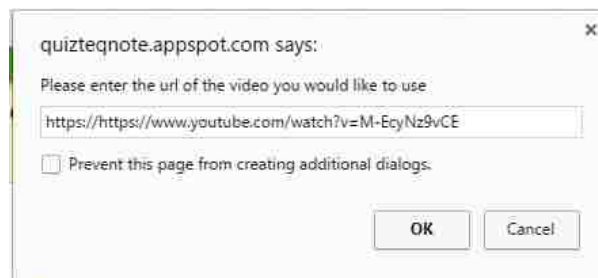 quizteqnote.appspot.com says:
Please enter the url of the video you would like to use
https://https://www.youtube.com/watch?v=M-EcyNz9vCE
Prevent this page from creating additional dialogs.
OK Cancel